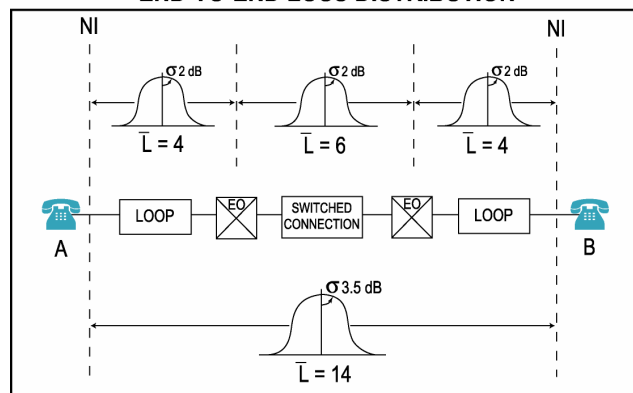 END-TO-END LOSS DISTRIBUTION
NI NI
σ2 dB σ2 dB σ2 dB
L̅ = 4 L̅ = 6 L̅ = 4
LOOP EO SWITCHED CONNECTION EO LOOP
A B
σ3.5 dB
L̅ = 14